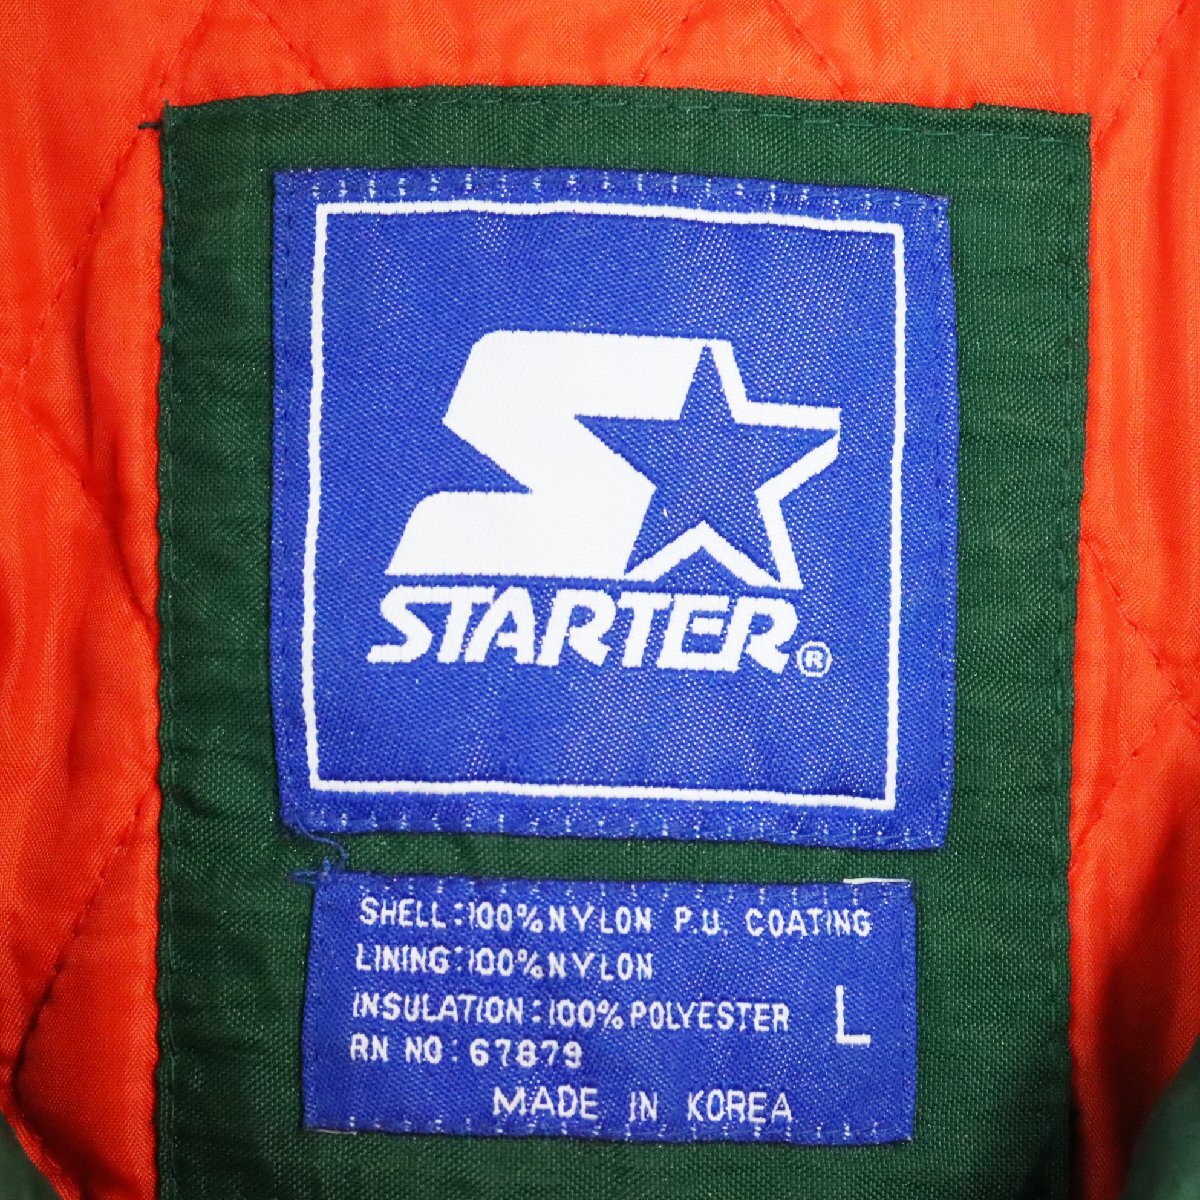 STARTER®
SHELL:100%NYLON P.U. COATING
LINING:100%NYLON
INSULATION:100%POLYESTER L
RN NO:67879
MADE IN KOREA